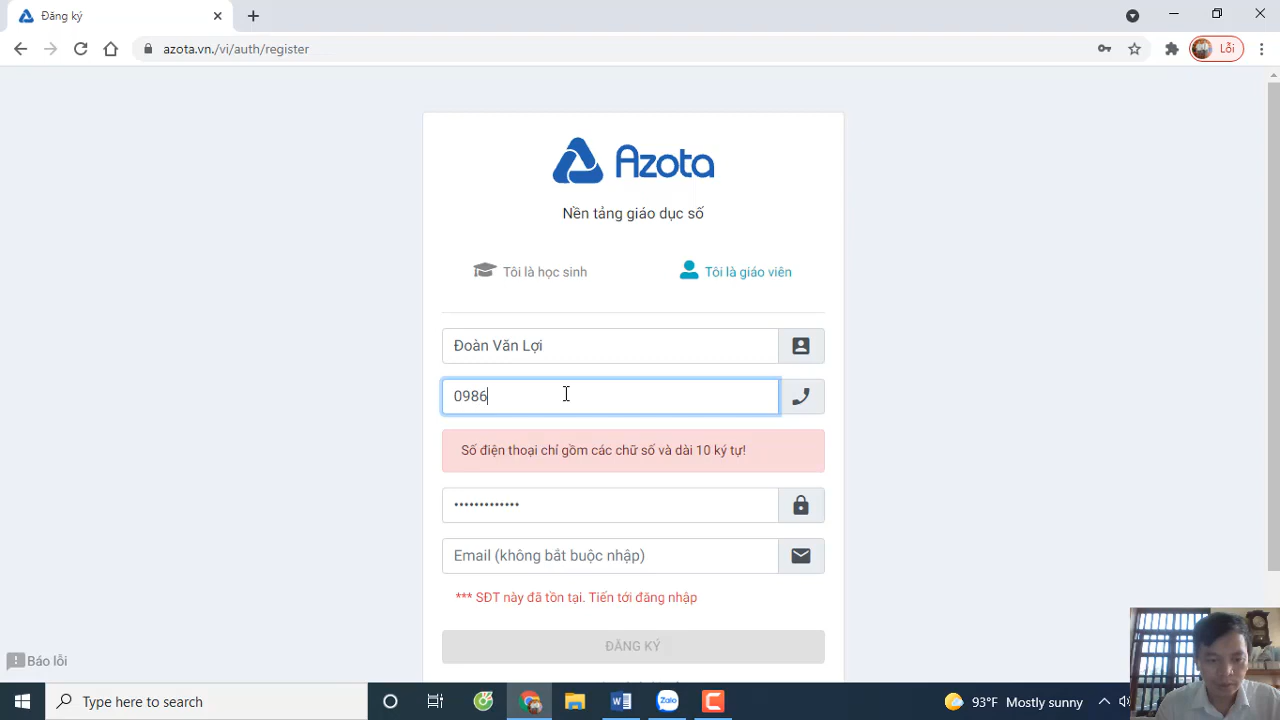 Đăng ký
azota.vn./vi/auth/register
Lỗi
Azota
Nền tảng giáo dục số
Tôi là học sinh
Tôi là giáo viên
Đoàn Văn Lợi
0986
Số điện thoại chỉ gồm các chữ số và dài 10 ký tự!
•••••••••••••
Email (không bắt buộc nhập)
*** SĐT này đã tồn tại. Tiến tới đăng nhập
ĐĂNG KÝ
Báo lỗi
Type here to search
Zalo
93°F Mostly sunny